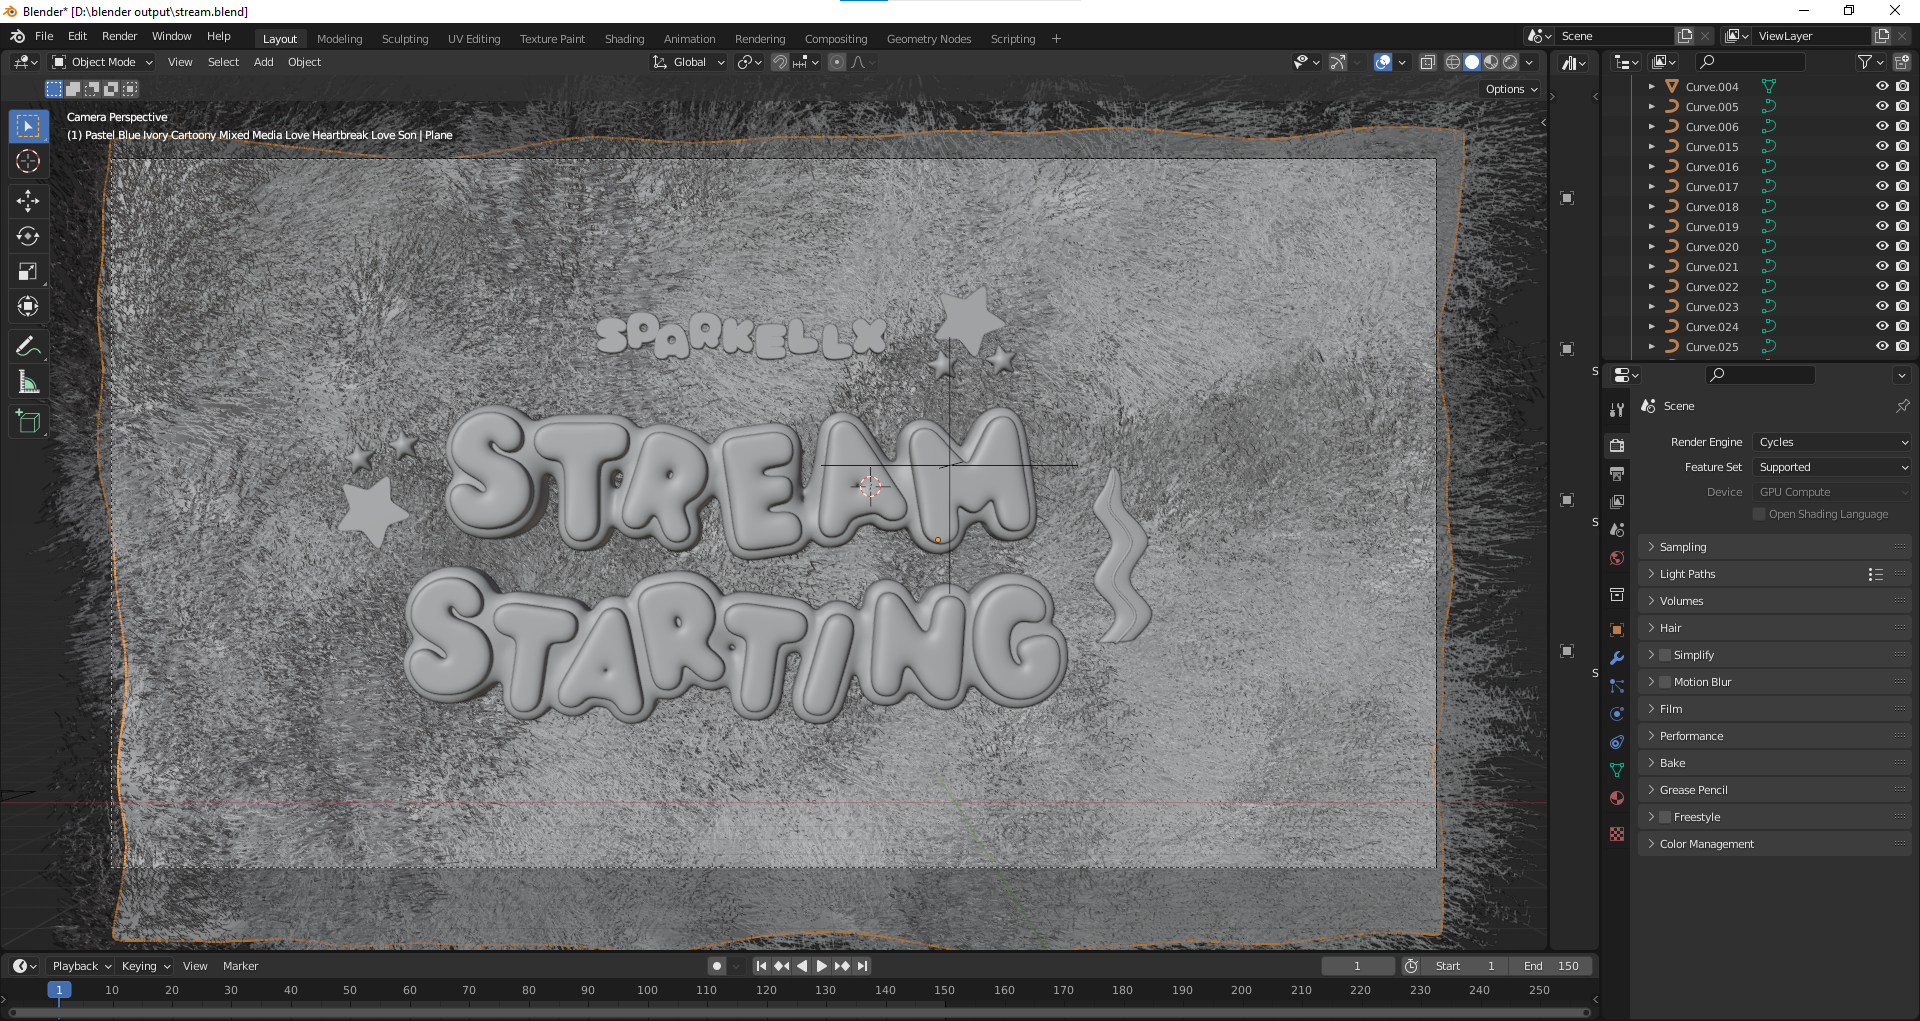 Blender* [D:\blender output\stream.blend]
File Edit Render Window Help Layout Modeling Sculpting UV Editing Texture Paint Shading Animation Rendering Compositing Geometry Nodes Scripting + Scene ViewLayer
Object Mode View Select Add Object Global
Options
Camera Perspective
(1) Pastel Blue Ivory Cartoony Mixed Media Love Heartbreak Love Son | Plane
SPARKELLX
STREAM
STARTING
Curve.004
Curve.005
Curve.006
Curve.015
Curve.016
Curve.017
Curve.018
Curve.019
Curve.020
Curve.021
Curve.022
Curve.023
Curve.024
Curve.025
S
S
S
Scene
Render Engine Cycles
Feature Set Supported
Device GPU Compute
Open Shading Language
Sampling
Light Paths
Volumes
Hair
Simplify
Motion Blur
Film
Performance
Bake
Grease Pencil
Freestyle
Color Management
Playback Keying View Marker 1 Start 1 End 150
1 10 20 30 40 50 60 70 80 90 100 110 120 130 140 150 160 170 180 190 200 210 220 230 240 250